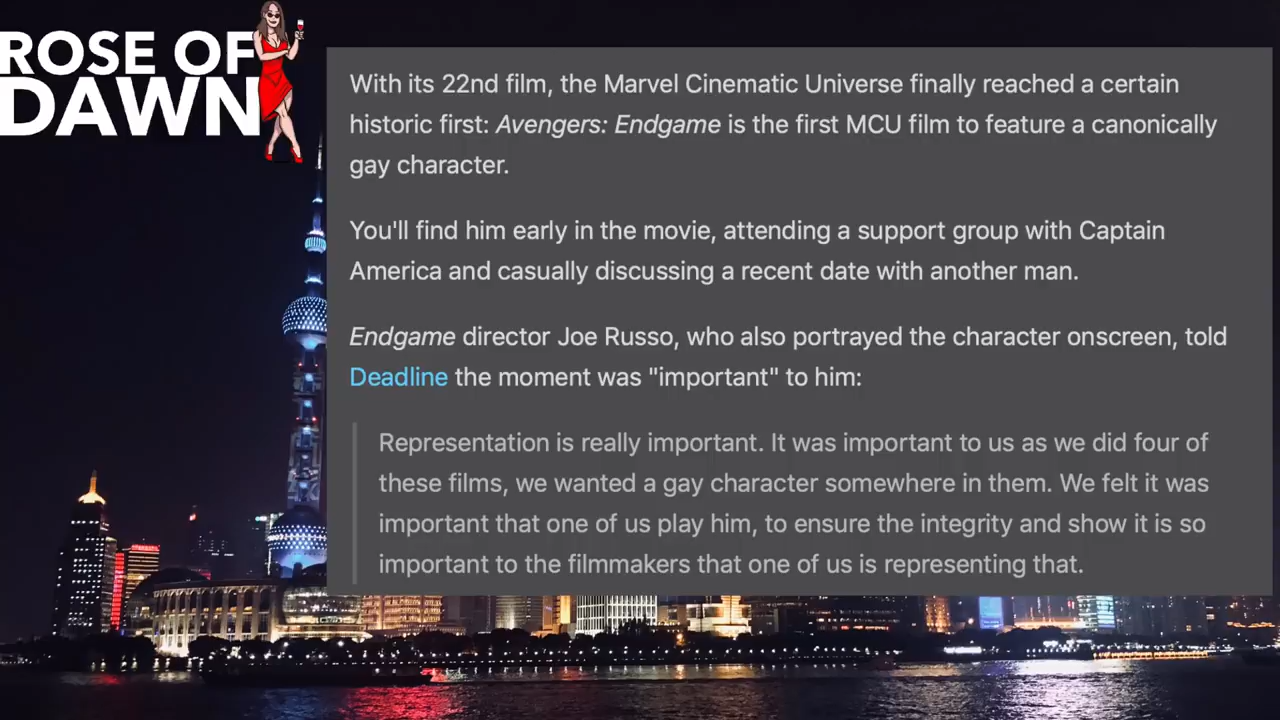 ROSE OF
DAWN
With its 22nd film, the Marvel Cinematic Universe finally reached a certain
historic first: Avengers: Endgame is the first MCU film to feature a canonically
gay character.
You'll find him early in the movie, attending a support group with Captain
America and casually discussing a recent date with another man.
Endgame director Joe Russo, who also portrayed the character onscreen, told
Deadline the moment was "important" to him:
Representation is really important. It was important to us as we did four of
these films, we wanted a gay character somewhere in them. We felt it was
important that one of us play him, to ensure the integrity and show it is so
important to the filmmakers that one of us is representing that.